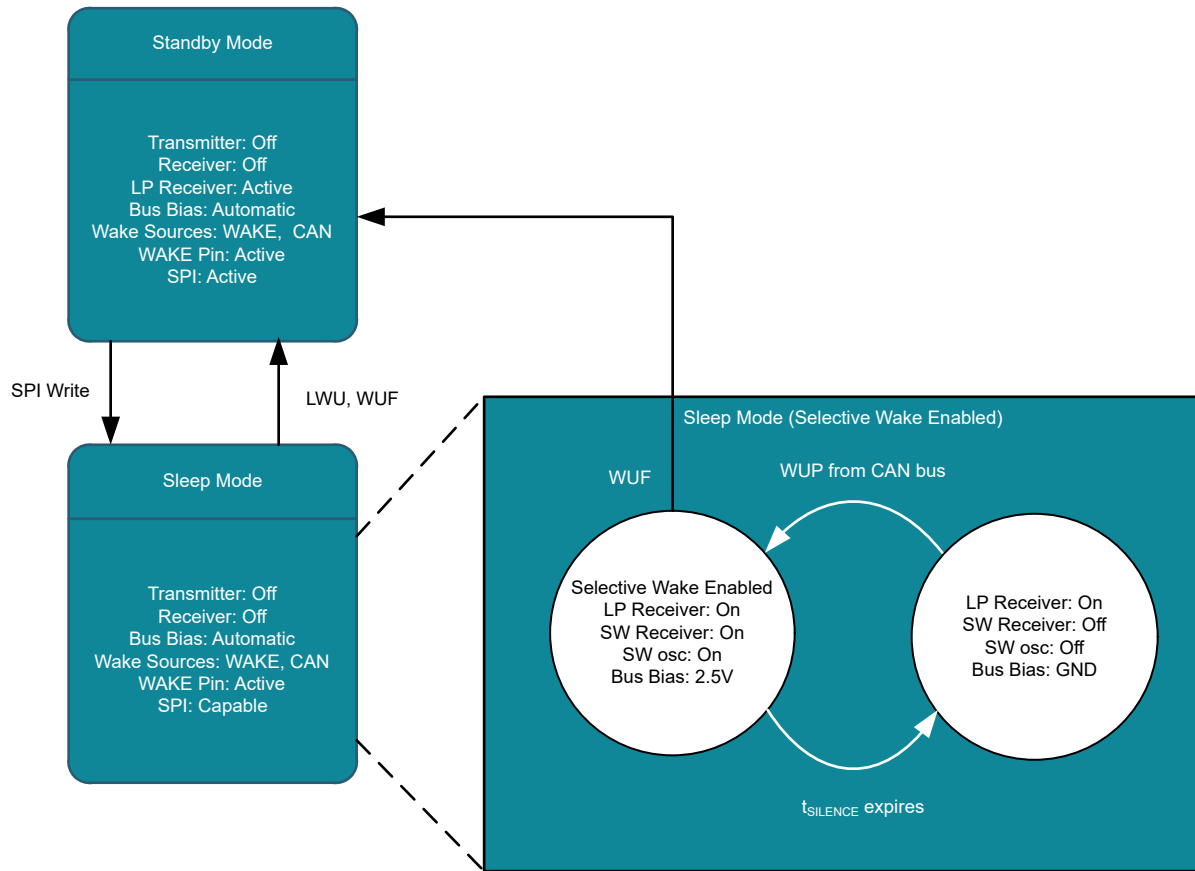 Standby Mode
Transmitter: Off
Receiver: Off
LP Receiver: Active
Bus Bias: Automatic
Wake Sources: WAKE, CAN
WAKE Pin: Active
SPI: Active
SPI Write
LWU, WUF
Sleep Mode
Transmitter: Off
Receiver: Off
Bus Bias: Automatic
Wake Sources: WAKE, CAN
WAKE Pin: Active
SPI: Capable
Sleep Mode (Selective Wake Enabled)
WUF
WUP from CAN bus
Selective Wake Enabled
LP Receiver: On
SW Receiver: On
SW osc: On
Bus Bias: 2.5V
LP Receiver: On
SW Receiver: Off
SW osc: Off
Bus Bias: GND
tSILENCE expires